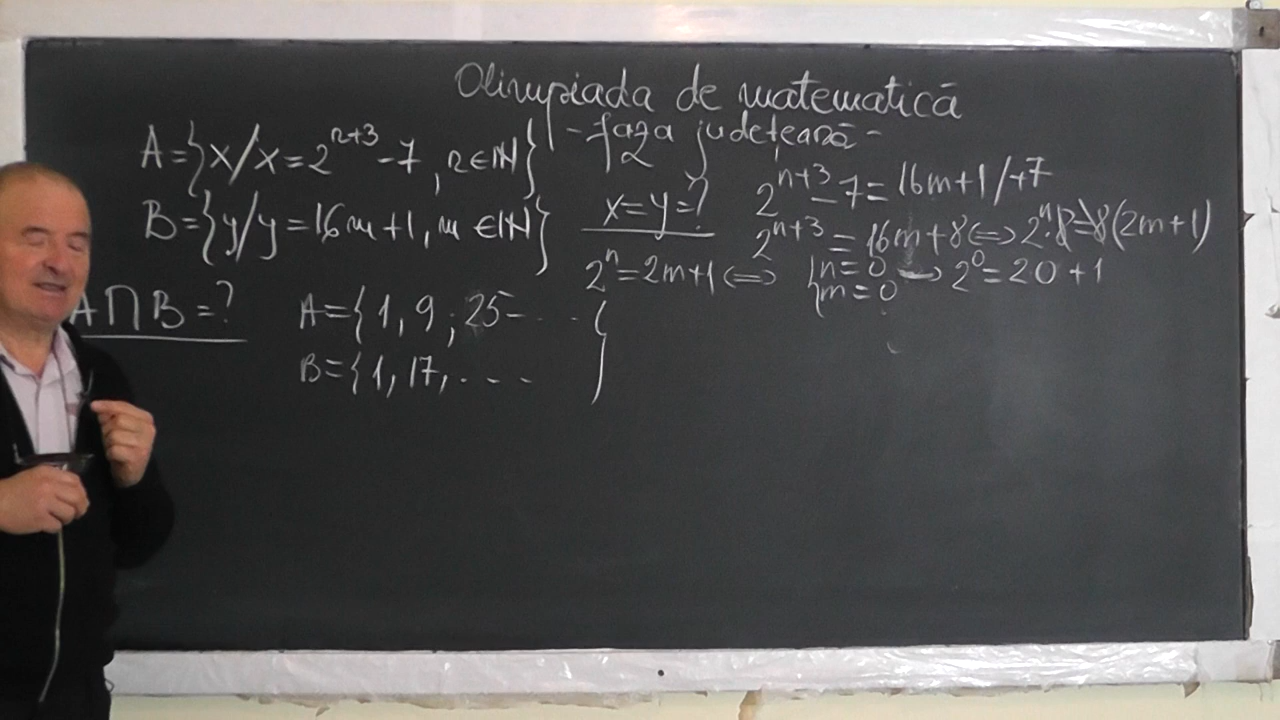 Olimpiada de matematică
-faza județeană-
A={x/x=2^{n+3}-7, n∈ℕ}
B={y/y=16m+1, m∈ℕ}
A∩B=?
A={1, 9, 25-...}
B={1, 17, ....
x=y=?
2^{n+3}-7=16m+1/+7
2^{n+3}=16m+8⟺2^n·8=8(2m+1)
2^n=2m+1⟺{n=0 m=0 → 2^0=20+1